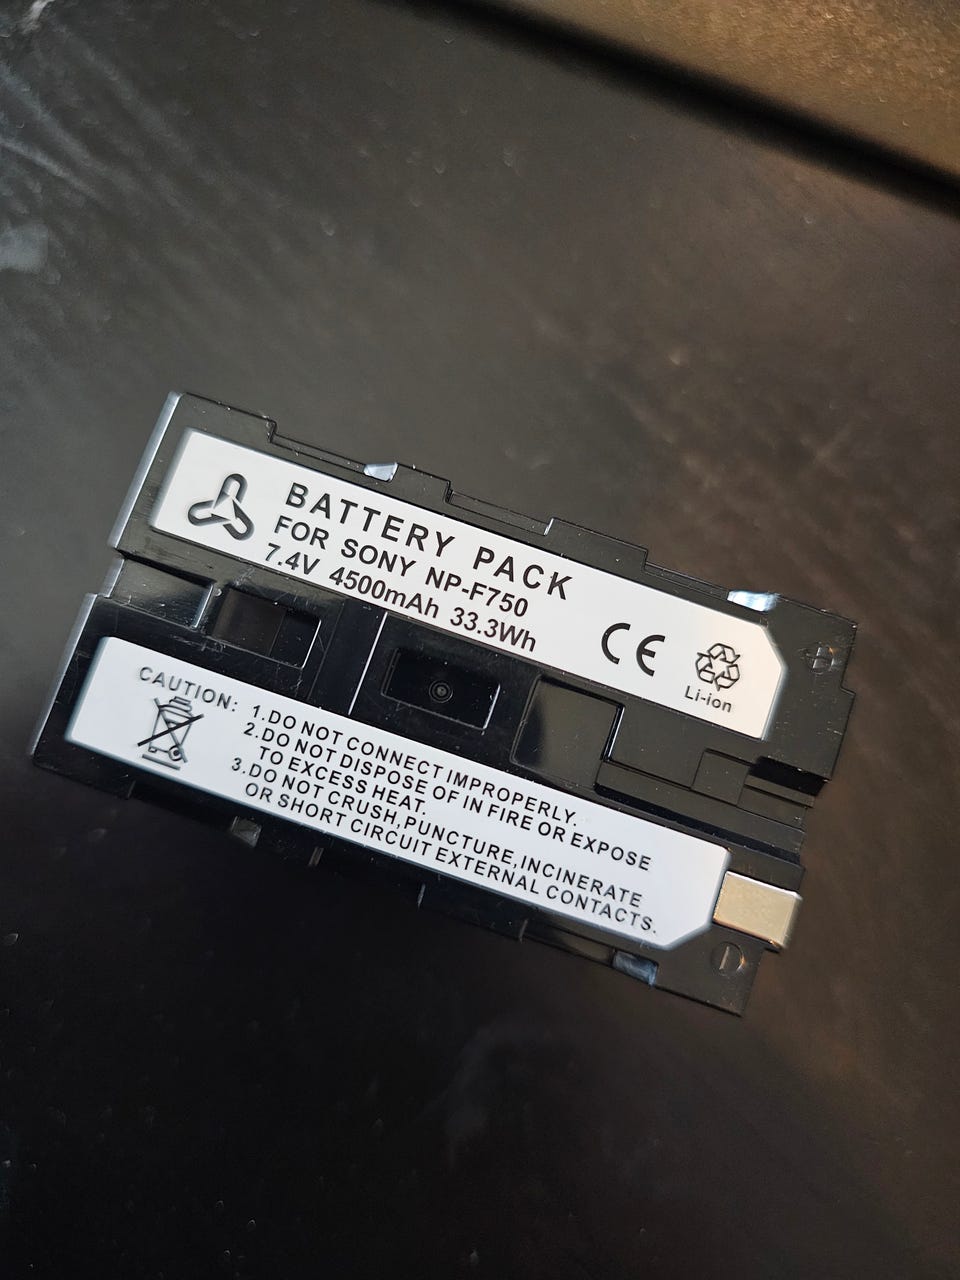 BATTERY PACK
FOR SONY NP-F750
7.4V 4500mAh 33.3Wh
CE
Li-ion
CAUTION: 1.DO NOT CONNECT IMPROPERLY.
2.DO NOT DISPOSE OF IN FIRE OR EXPOSE
TO EXCESS HEAT.
3.DO NOT CRUSH,PUNCTURE,INCINERATE
OR SHORT CIRCUIT EXTERNAL CONTACTS.